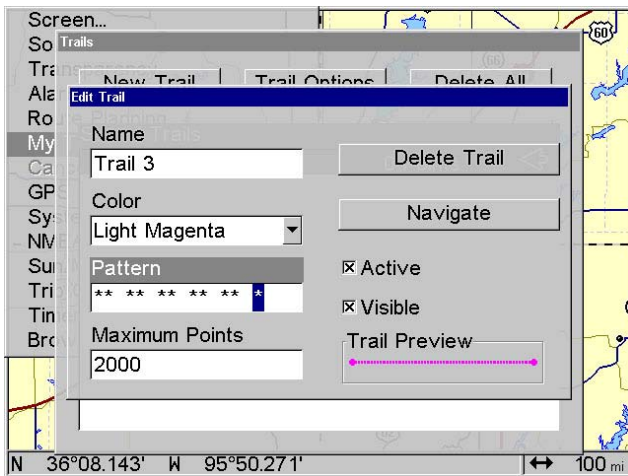 Screen...
60
Trails
New Trail
Trail Options
Delete All
Edit Trail
Name
Trail 3
Delete Trail
Color
Light Magenta
Navigate
Pattern
** ** ** ** ** *
Active
Visible
Maximum Points
2000
Trail Preview
N 36°08.143' W 95°50.271'
100 mi